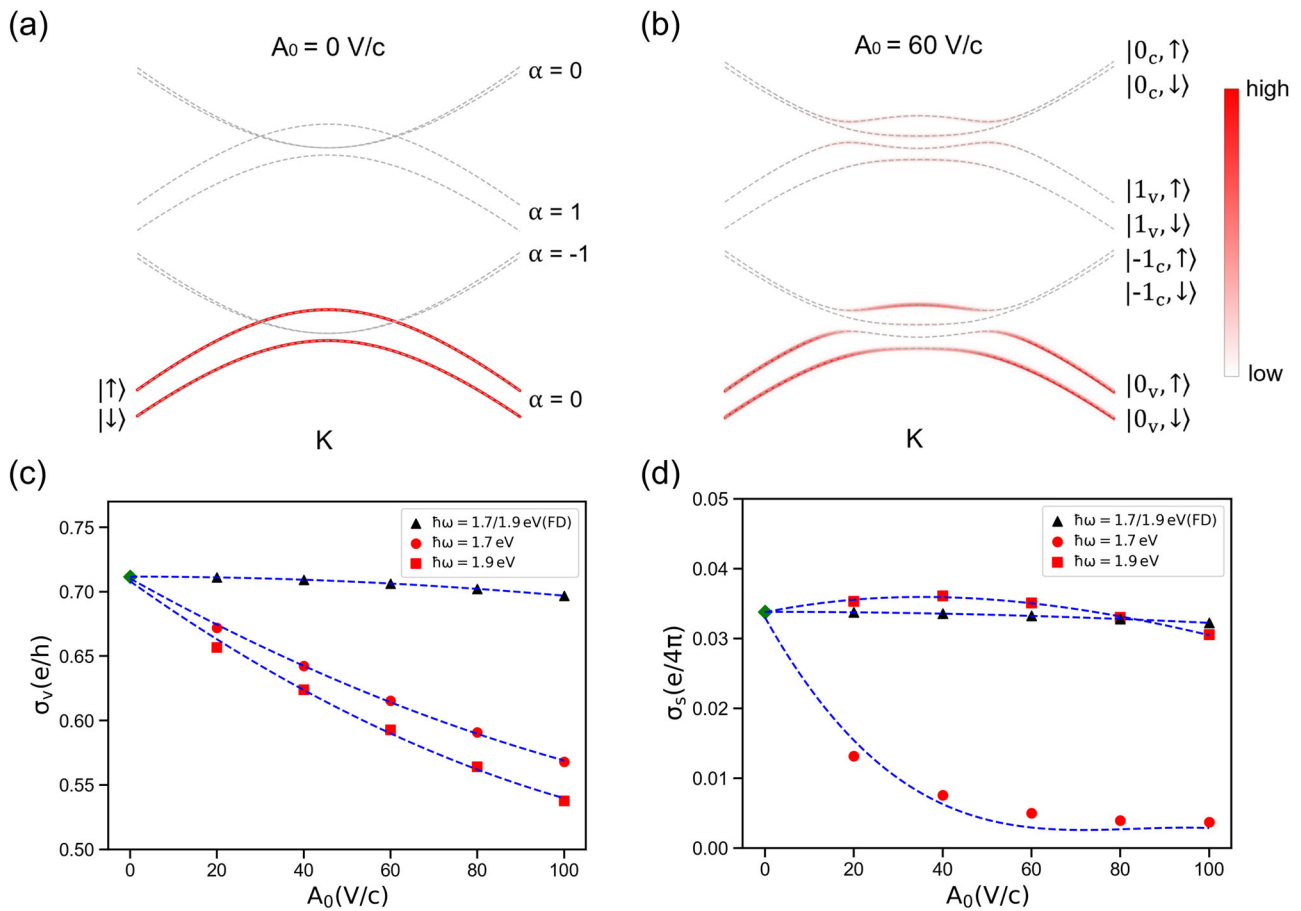 (a)
A₀ = 0 V/c
α = 0
α = 1
α = -1
α = 0
|↑⟩
|↓⟩
K
(b)
A₀ = 60 V/c
|0c, ↑⟩
|0c, ↓⟩
|1v, ↑⟩
|1v, ↓⟩
|-1c, ↑⟩
|-1c, ↓⟩
|0v, ↑⟩
|0v, ↓⟩
K
high
low
(c)
σv(e/h)
0.75
0.70
0.65
0.60
0.55
0.50
ħω = 1.7/1.9 eV(FD)
ħω = 1.7 eV
ħω = 1.9 eV
0 20 40 60 80 100
A₀(V/c)
(d)
σs(e/4π)
0.05
0.04
0.03
0.02
0.01
0.00
ħω = 1.7/1.9 eV(FD)
ħω = 1.7 eV
ħω = 1.9 eV
0 20 40 60 80 100
A₀(V/c)